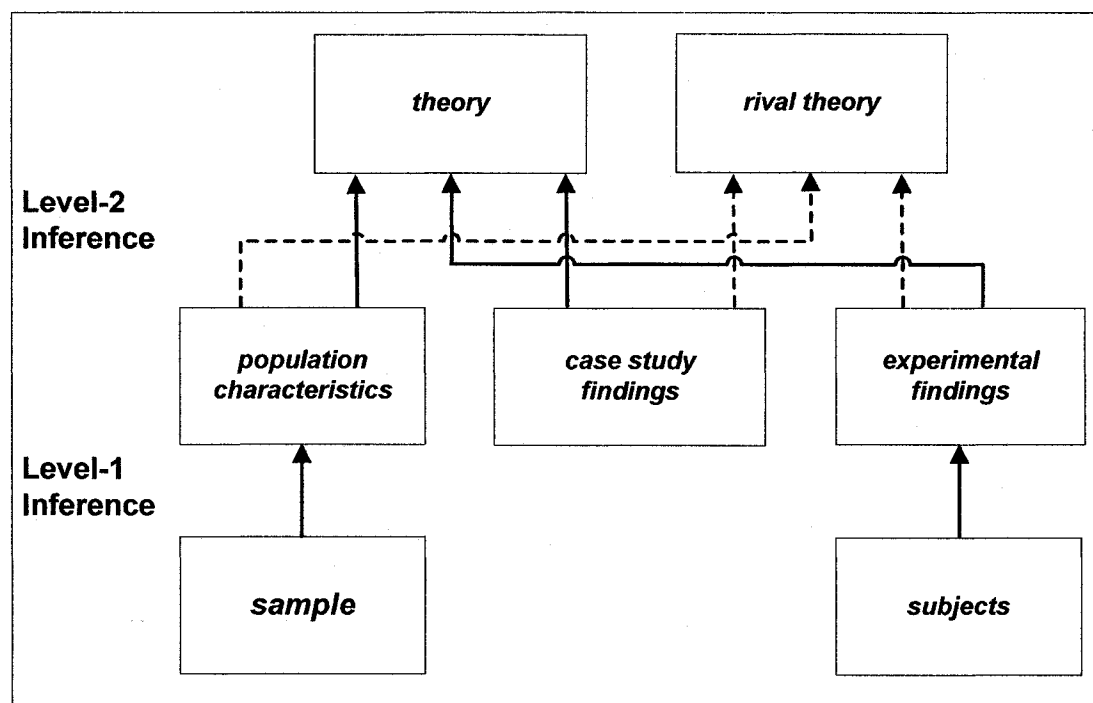 theory
rival theory
Level-2
Inference
population
characteristics
case study
findings
experimental
findings
Level-1
Inference
sample
subjects